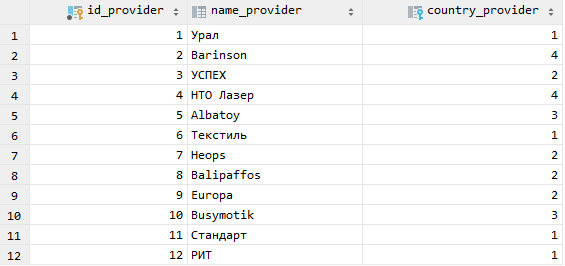 id_provider name_provider country_provider
1 1 Урал 1
2 2 Barinson 4
3 3 УСПЕХ 2
4 4 НТО Лазер 4
5 5 Albatoy 3
6 6 Текстиль 1
7 7 Heops 2
8 8 Balipaffos 2
9 9 Europa 2
10 10 Busymotik 3
11 11 Стандарт 1
12 12 РИТ 1